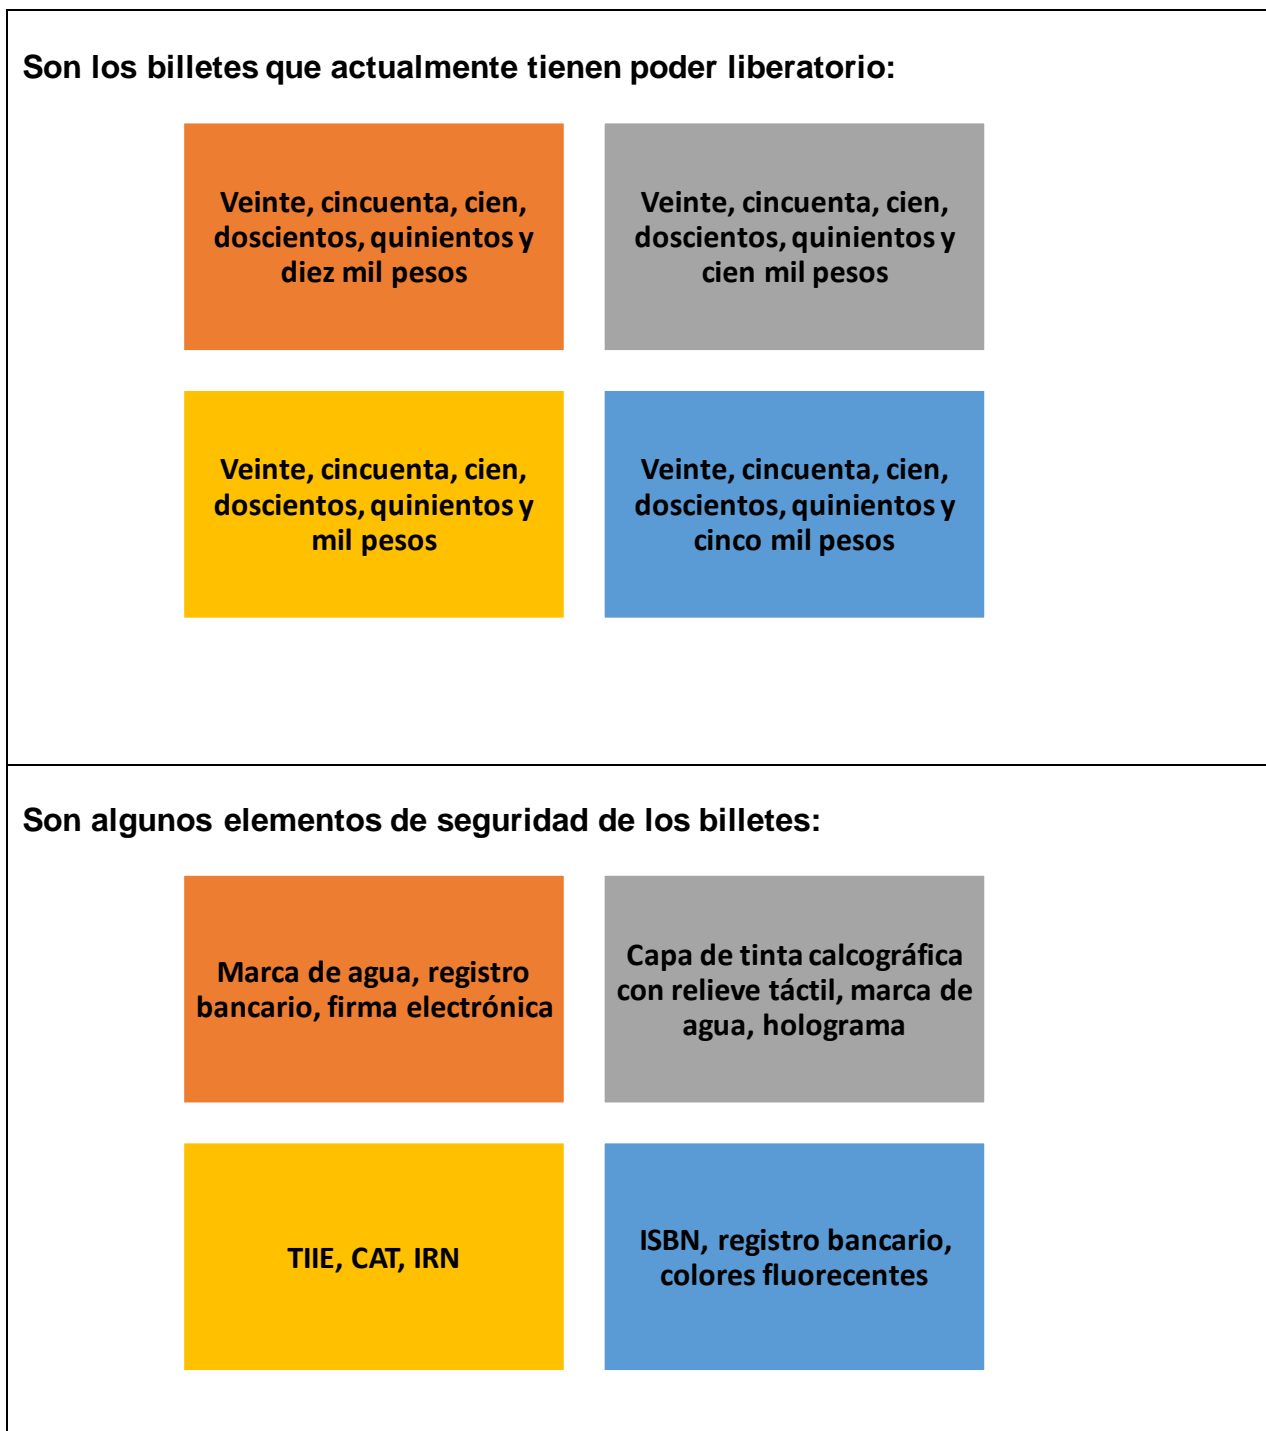 Son los billetes que actualmente tienen poder liberatorio:
Veinte, cincuenta, cien,
doscientos, quinientos y
diez mil pesos
Veinte, cincuenta, cien,
doscientos, quinientos y
cien mil pesos
Veinte, cincuenta, cien,
doscientos, quinientos y
mil pesos
Veinte, cincuenta, cien,
doscientos, quinientos y
cinco mil pesos
Son algunos elementos de seguridad de los billetes:
Marca de agua, registro
bancario, firma electrónica
Capa de tinta calcográfica
con relieve táctil, marca de
agua, holograma
TIIE, CAT, IRN
ISBN, registro bancario,
colores fluorecentes